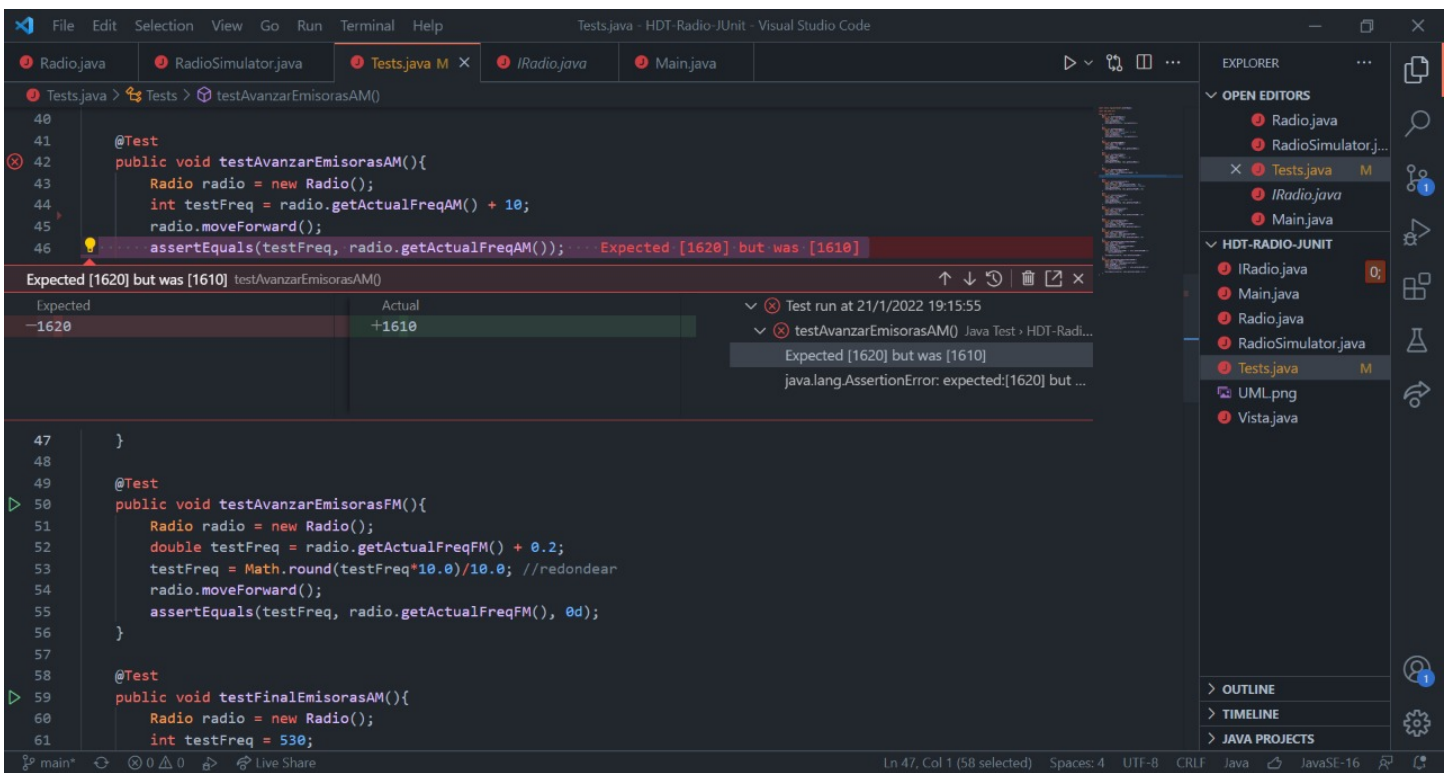 File Edit Selection View Go Run Terminal Help
Tests.java - HDT-Radio-JUnit - Visual Studio Code
Radio.java
RadioSimulator.java
Tests.java M
IRadio.java
Main.java
Tests.java > Tests > testAvanzarEmisorasAM()
40
41 @Test
42 public void testAvanzarEmisorasAM(){
43 Radio radio = new Radio();
44 int testFreq = radio.getActualFreqAM() + 10;
45 radio.moveForward();
46 assertEquals(testFreq, radio.getActualFreqAM()); Expected [1620] but was [1610]
Expected [1620] but was [1610] testAvanzarEmisorasAM()
Expected
Actual
−1620
+1610
Test run at 21/1/2022 19:15:55
testAvanzarEmisorasAM() Java Test › HDT-Radi...
Expected [1620] but was [1610]
java.lang.AssertionError: expected:[1620] but ...
47 }
48
49 @Test
50 public void testAvanzarEmisorasFM(){
51 Radio radio = new Radio();
52 double testFreq = radio.getActualFreqFM() + 0.2;
53 testFreq = Math.round(testFreq*10.0)/10.0; //redondear
54 radio.moveForward();
55 assertEquals(testFreq, radio.getActualFreqFM(), 0d);
56 }
57
58 @Test
59 public void testFinalEmisorasAM(){
60 Radio radio = new Radio();
61 int testFreq = 530;
EXPLORER
OPEN EDITORS
Radio.java
RadioSimulator.j...
Tests.java M
IRadio.java
Main.java
HDT-RADIO-JUNIT
IRadio.java 0;
Main.java
Radio.java
RadioSimulator.java
Tests.java M
UML.png
Vista.java
OUTLINE
TIMELINE
JAVA PROJECTS
1
1
main* 0 0 Live Share
Ln 47, Col 1 (58 selected) Spaces: 4 UTF-8 CRLF Java JavaSE-16